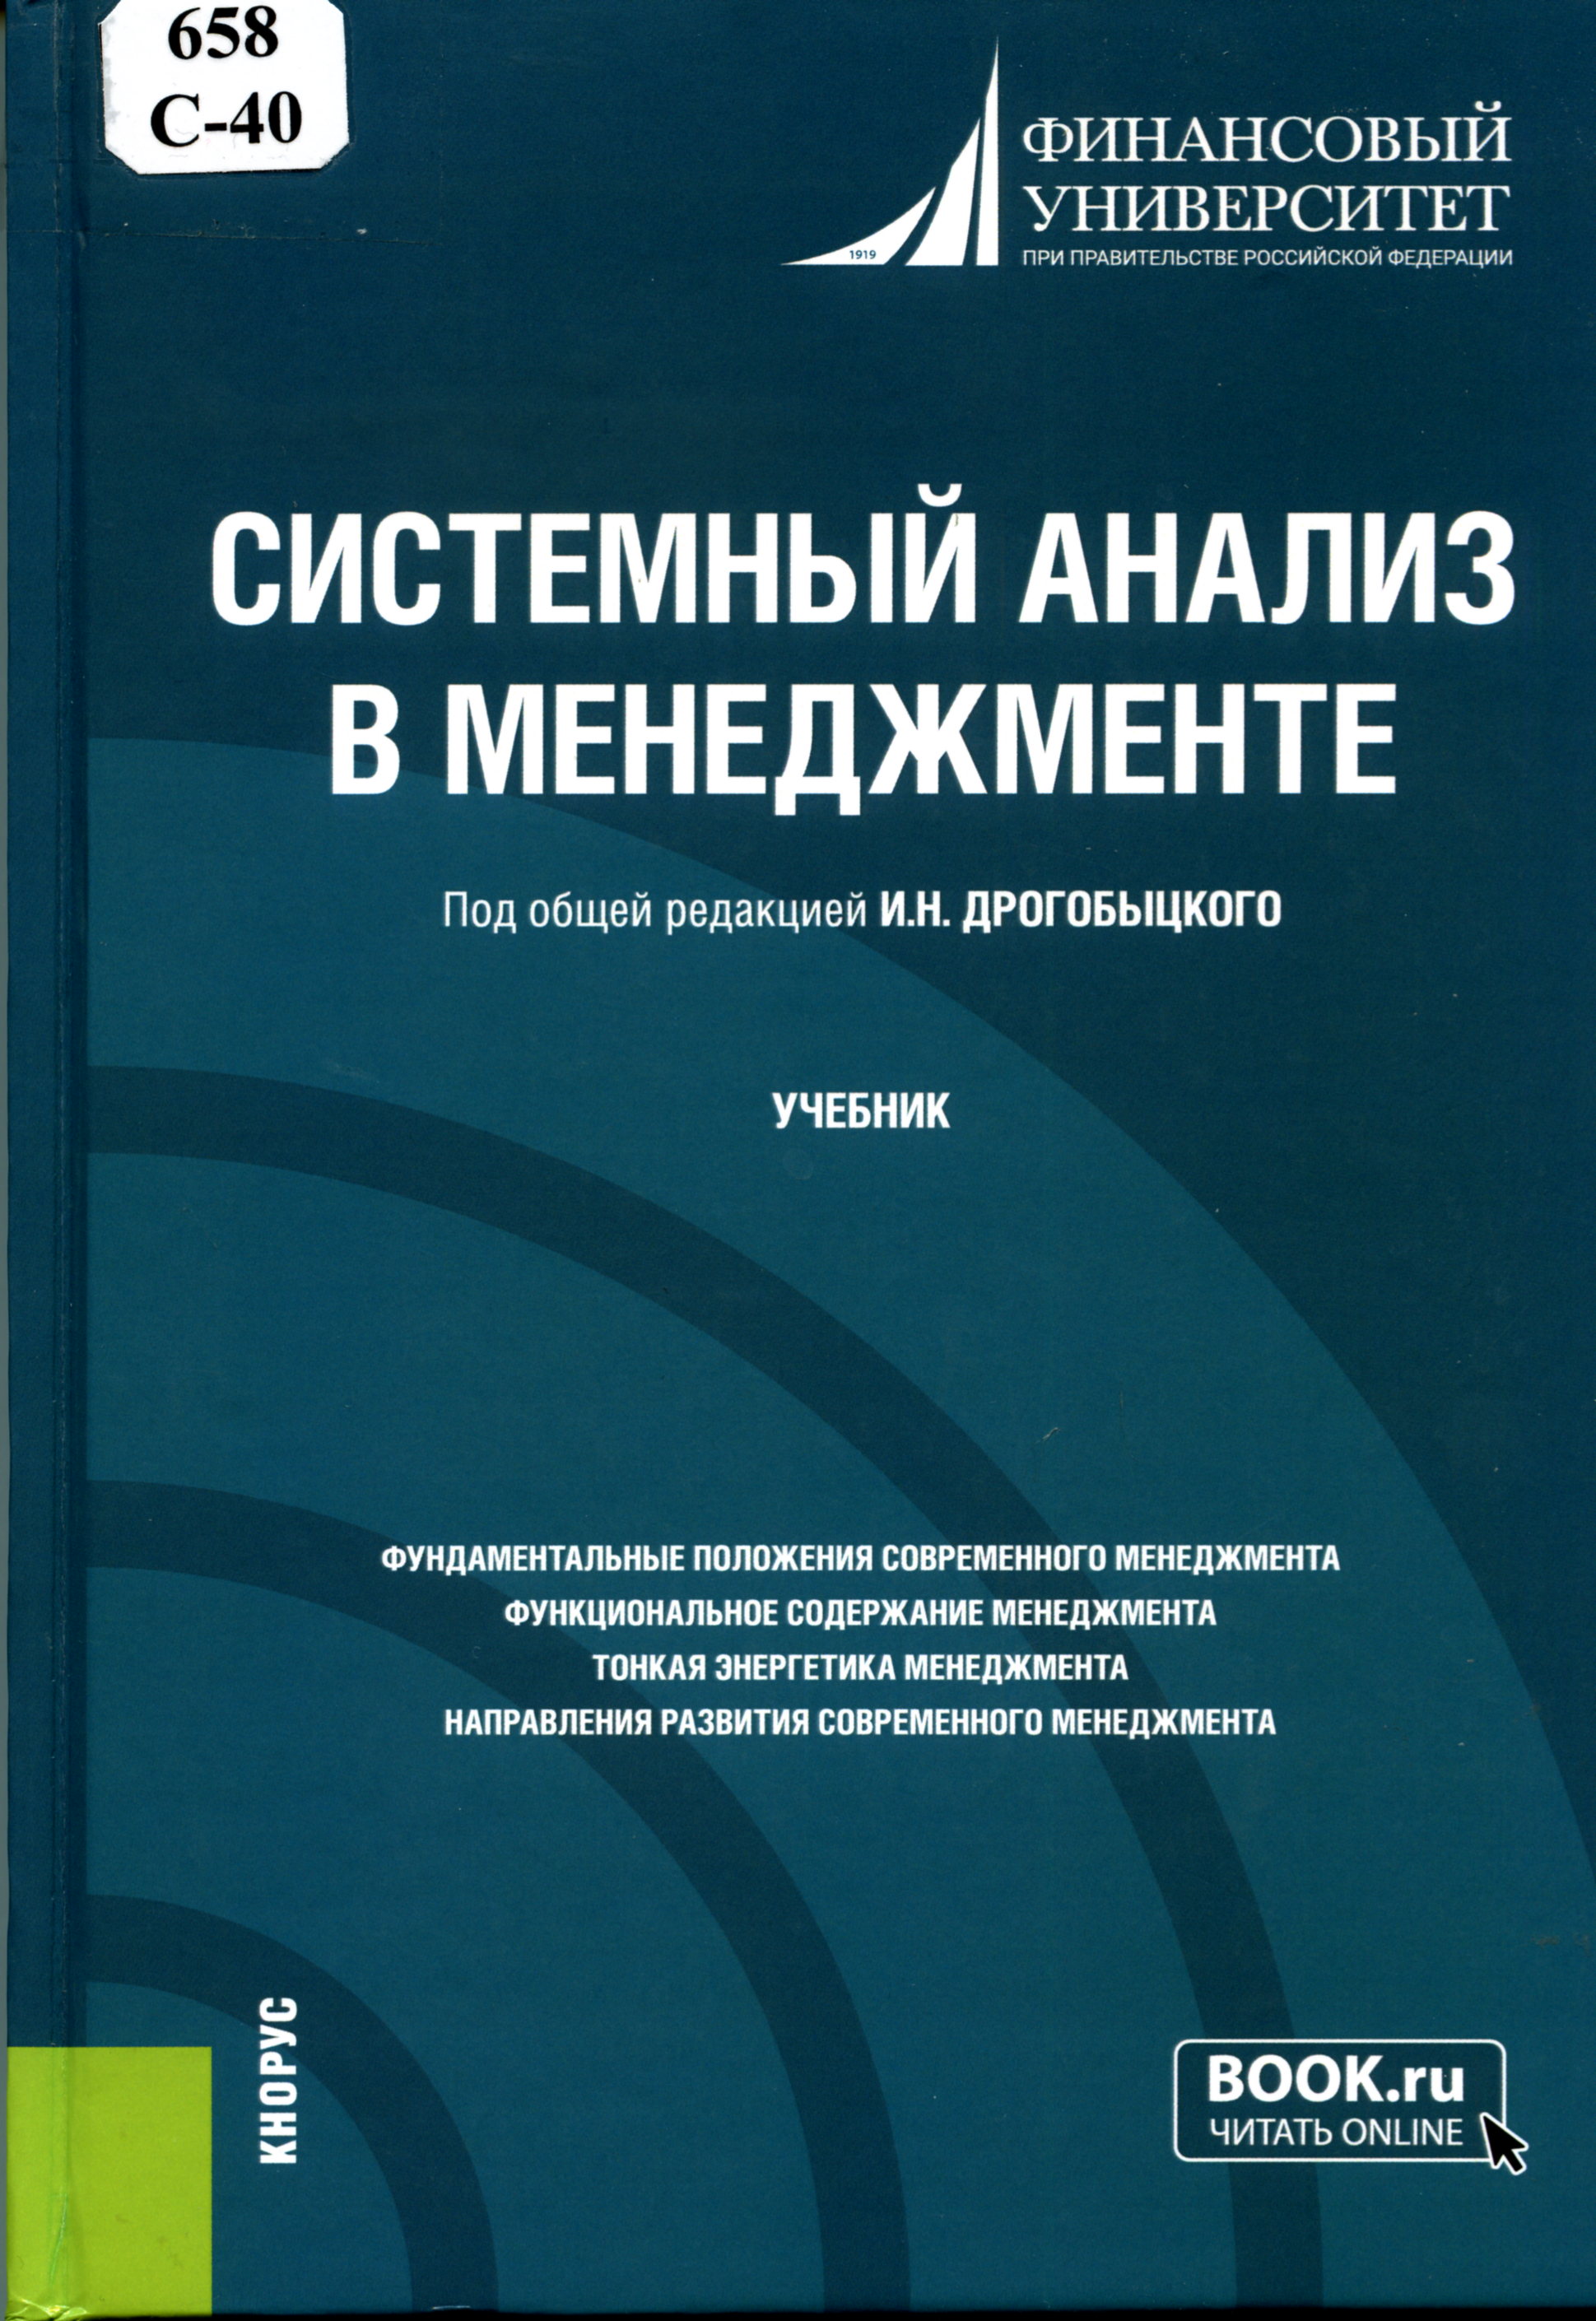 658
С-40
ФИНАНСОВЫЙ
УНИВЕРСИТЕТ
ПРИ ПРАВИТЕЛЬСТВЕ РОССИЙСКОЙ ФЕДЕРАЦИИ
1919
СИСТЕМНЫЙ АНАЛИЗ
В МЕНЕДЖМЕНТЕ
Под общей редакцией И.Н. ДРОГОБЫЦКОГО
УЧЕБНИК
ФУНДАМЕНТАЛЬНЫЕ ПОЛОЖЕНИЯ СОВРЕМЕННОГО МЕНЕДЖМЕНТА
ФУНКЦИОНАЛЬНОЕ СОДЕРЖАНИЕ МЕНЕДЖМЕНТА
ТОНКАЯ ЭНЕРГЕТИКА МЕНЕДЖМЕНТА
НАПРАВЛЕНИЯ РАЗВИТИЯ СОВРЕМЕННОГО МЕНЕДЖМЕНТА
КНОРУС
BOOK.ru
ЧИТАТЬ ONLINE